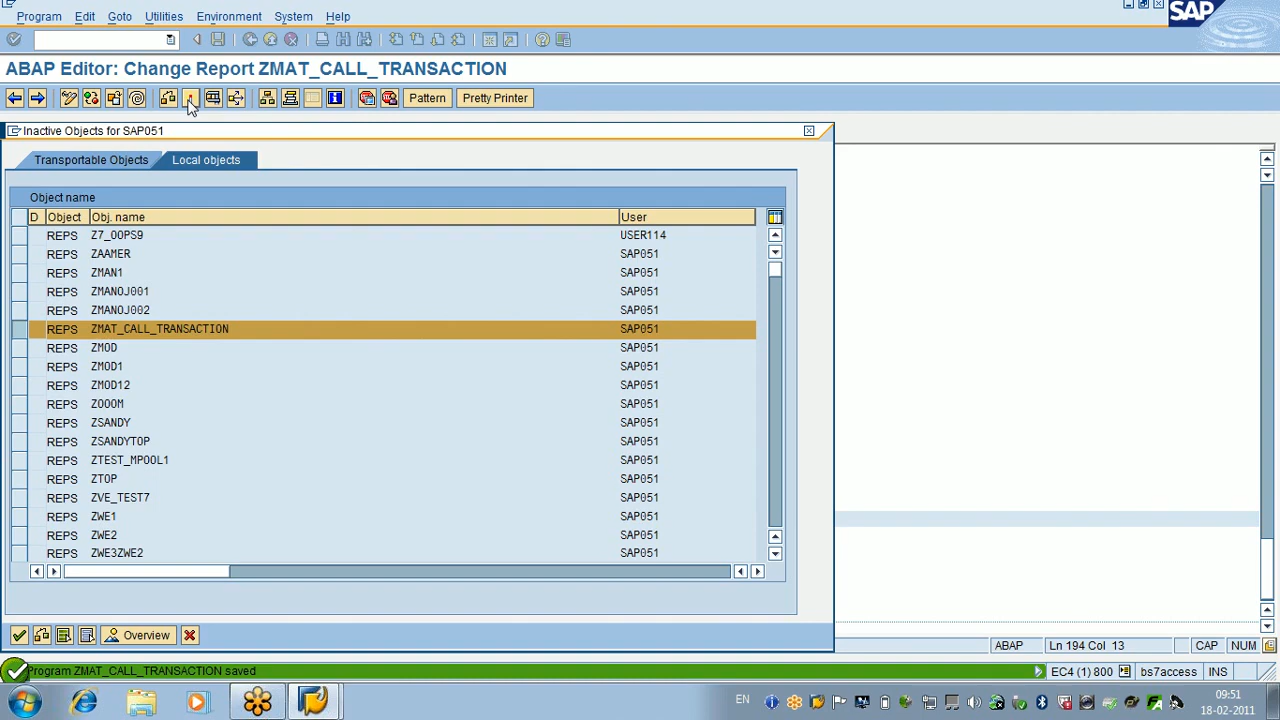 Program Edit Goto Utilities Environment System Help
SAP
ABAP Editor: Change Report ZMAT_CALL_TRANSACTION
Pattern Pretty Printer
Inactive Objects for SAP051
Transportable Objects Local objects
Object name
D Object Obj. name User
REPS Z7_OOPS9 USER114
REPS ZAAMER SAP051
REPS ZMAN1 SAP051
REPS ZMANOJ001 SAP051
REPS ZMANOJ002 SAP051
REPS ZMAT_CALL_TRANSACTION SAP051
REPS ZMOD SAP051
REPS ZMOD1 SAP051
REPS ZMOD12 SAP051
REPS ZOOOM SAP051
REPS ZSANDY SAP051
REPS ZSANDYTOP SAP051
REPS ZTEST_MPOOL1 SAP051
REPS ZTOP SAP051
REPS ZVE_TEST7 SAP051
REPS ZWE1 SAP051
REPS ZWE2 SAP051
REPS ZWE3ZWE2 SAP051
Overview
ABAP Ln 194 Col 13 CAP NUM
Program ZMAT_CALL_TRANSACTION saved EC4 (1) 800 bs7access INS
EN 09:51
18-02-2011